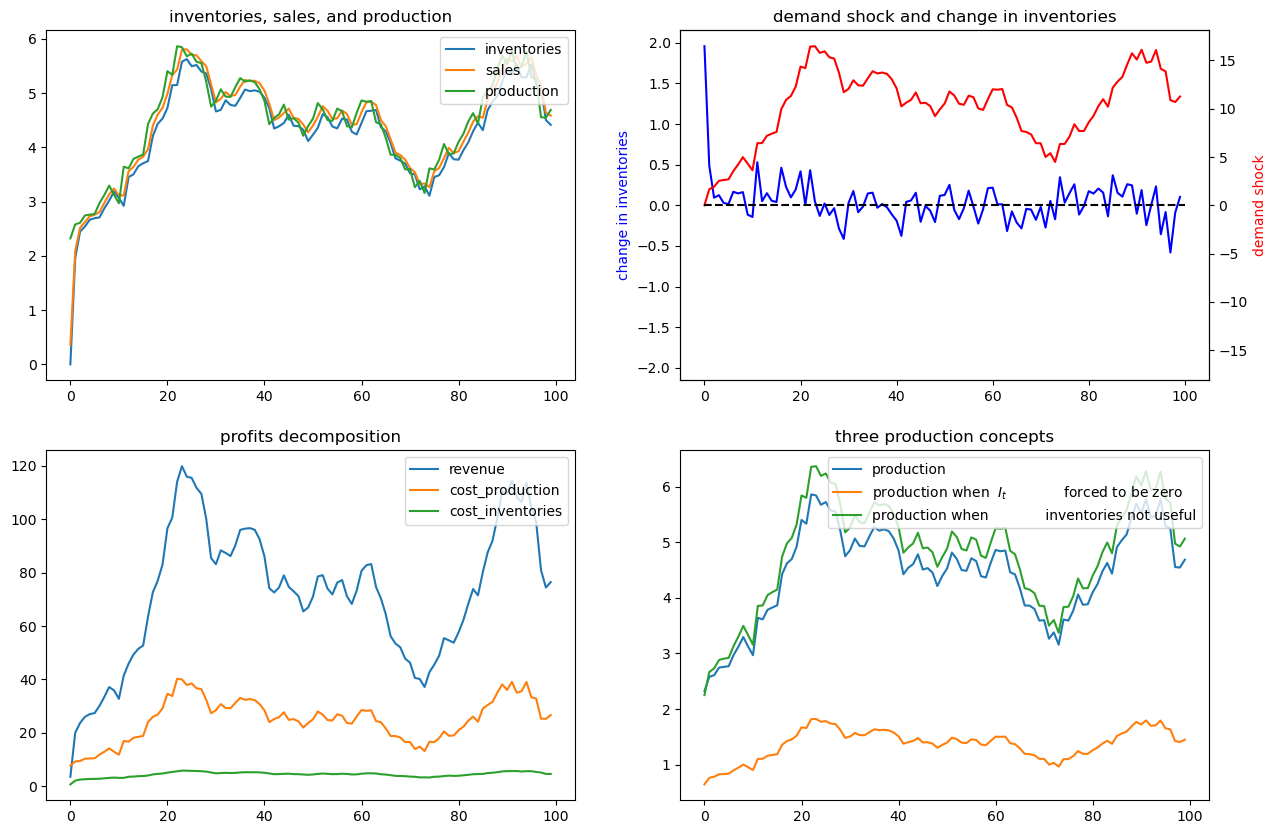 inventories, sales, and production
6
5
4
3
2
1
0
inventories
sales
production
0 20 40 60 80 100
demand shock and change in inventories
change in inventories
2.0
1.5
1.0
0.5
0.0
−0.5
−1.0
−1.5
−2.0
15
10
5
0
−5
−10
−15
demand shock
0 20 40 60 80 100
profits decomposition
120
100
80
60
40
20
0
revenue
cost_production
cost_inventories
0 20 40 60 80 100
three production concepts
6
5
4
3
2
1
production
production when I_t forced to be zero
production when inventories not useful
0 20 40 60 80 100